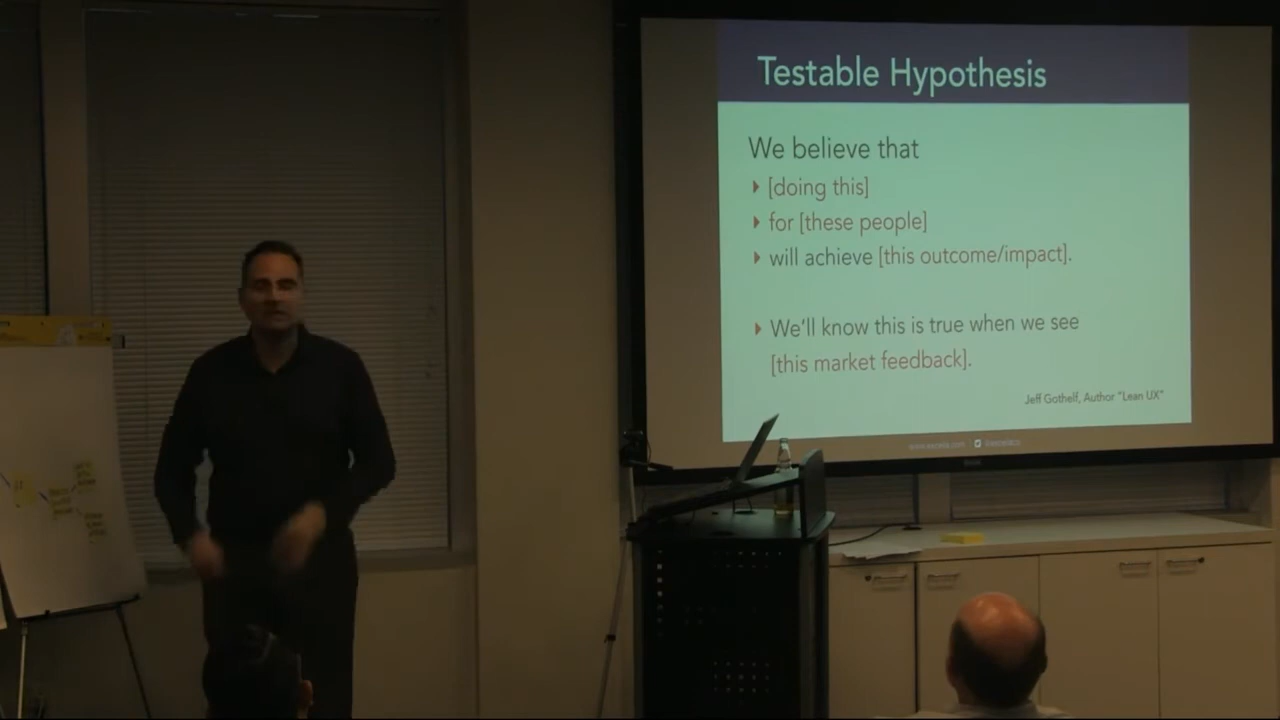 Testable Hypothesis
We believe that
[doing this]
for [these people]
will achieve [this outcome/impact].
We'll know this is true when we see
[this market feedback].
Jeff Gothelf, Author "Lean UX"